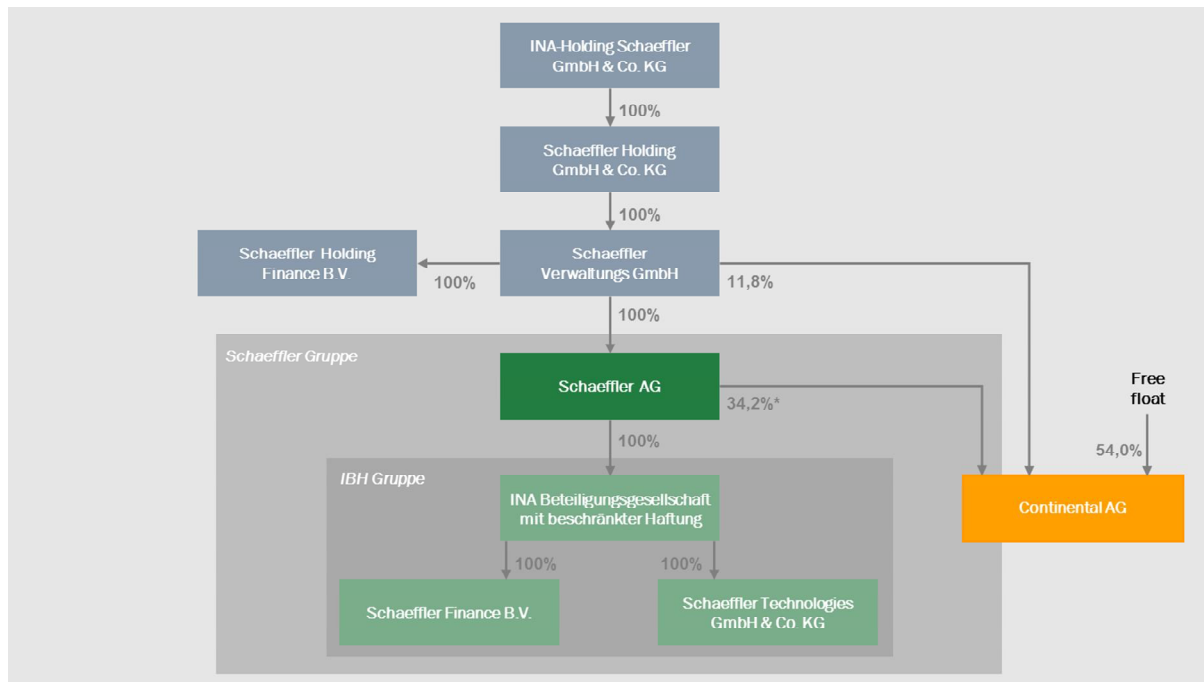 INA-Holding Schaeffler
GmbH & Co. KG
100%
Schaeffler Holding
GmbH & Co. KG
100%
Schaeffler Holding
Finance B.V.
100%
Schaeffler
Verwaltungs GmbH
11,8%
100%
Schaeffler Gruppe
Schaeffler AG
34,2%*
Free
float
54,0%
100%
IBH Gruppe
INA Beteiligungsgesellschaft
mit beschränkter Haftung
Continental AG
100%
100%
Schaeffler Finance B.V.
Schaeffler Technologies
GmbH & Co. KG